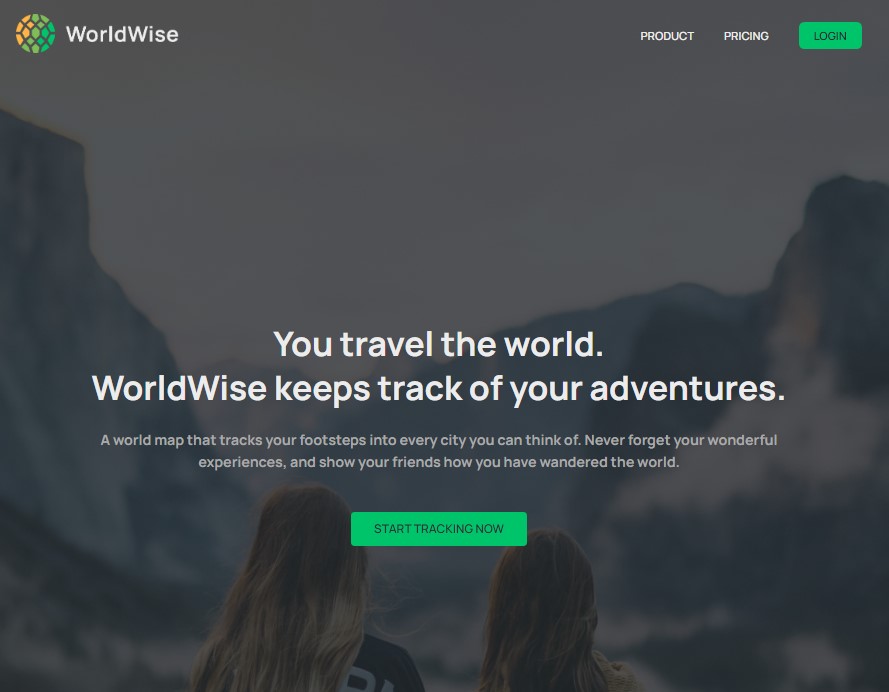 WorldWise
PRODUCT
PRICING
LOGIN
You travel the world.
WorldWise keeps track of your adventures.
A world map that tracks your footsteps into every city you can think of. Never forget your wonderful
experiences, and show your friends how you have wandered the world.
START TRACKING NOW